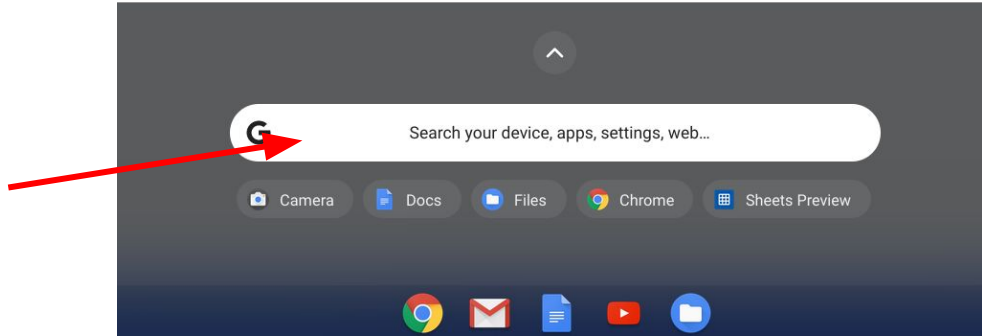 G
Search your device, apps, settings, web...
Camera Docs Files Chrome Sheets Preview